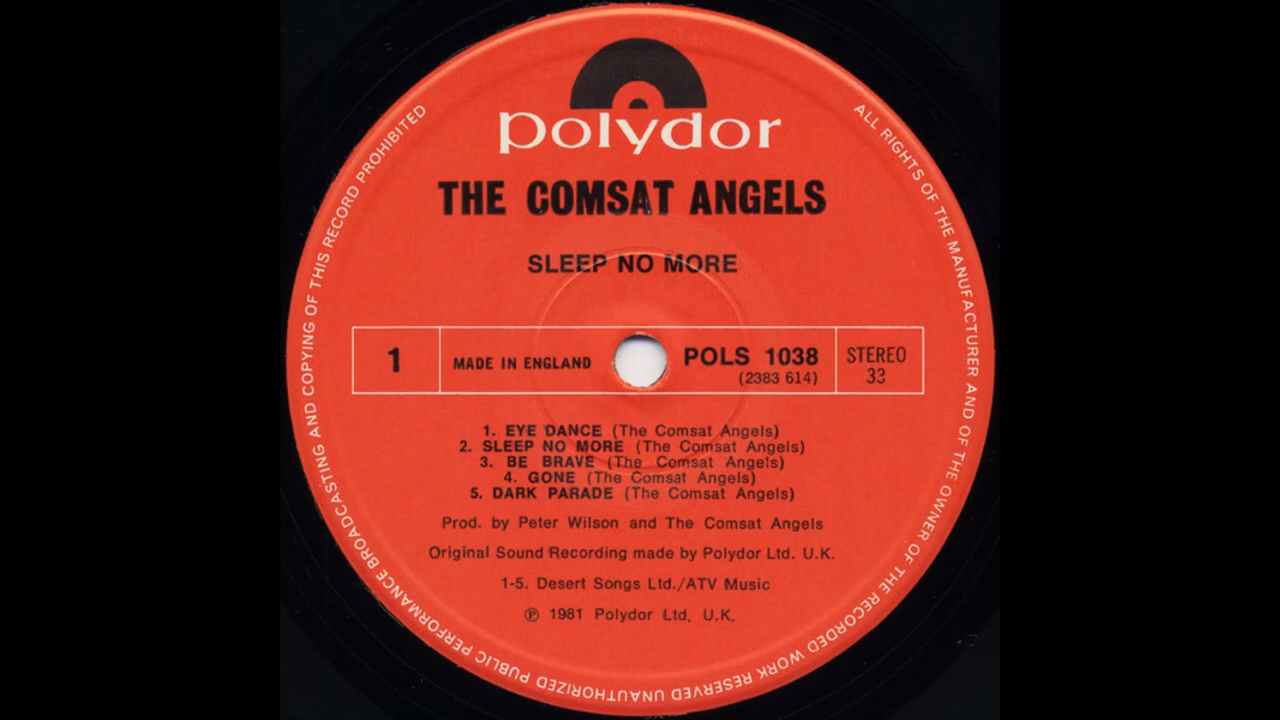 polydor
THE COMSAT ANGELS
SLEEP NO MORE
1
MADE IN ENGLAND
POLS 1038
(2383 614)
STEREO
33
1. EYE DANCE (The Comsat Angels)
2. SLEEP NO MORE (The Comsat Angels)
3. BE BRAVE (The Comsat Angels)
4. GONE (The Comsat Angels)
5. DARK PARADE (The Comsat Angels)
Prod. by Peter Wilson and The Comsat Angels
Original Sound Recording made by Polydor Ltd. U.K.
1-5. Desert Songs Ltd./ATV Music
℗ 1981 Polydor Ltd. U.K.
ALL RIGHTS OF THE MANUFACTURER AND OF THE OWNER OF THE RECORDED WORK RESERVED UNAUTHORIZED PUBLIC PERFORMANCE BROADCASTING AND COPYING OF THIS RECORD PROHIBITED